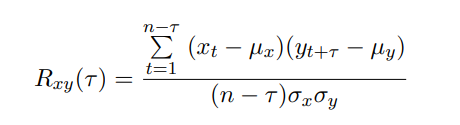 R_{xy}(\tau) = \frac{\sum_{t=1}^{n-\tau} (x_t - \mu_x)(y_{t+\tau} - \mu_y)}{(n-\tau)\sigma_x\sigma_y}